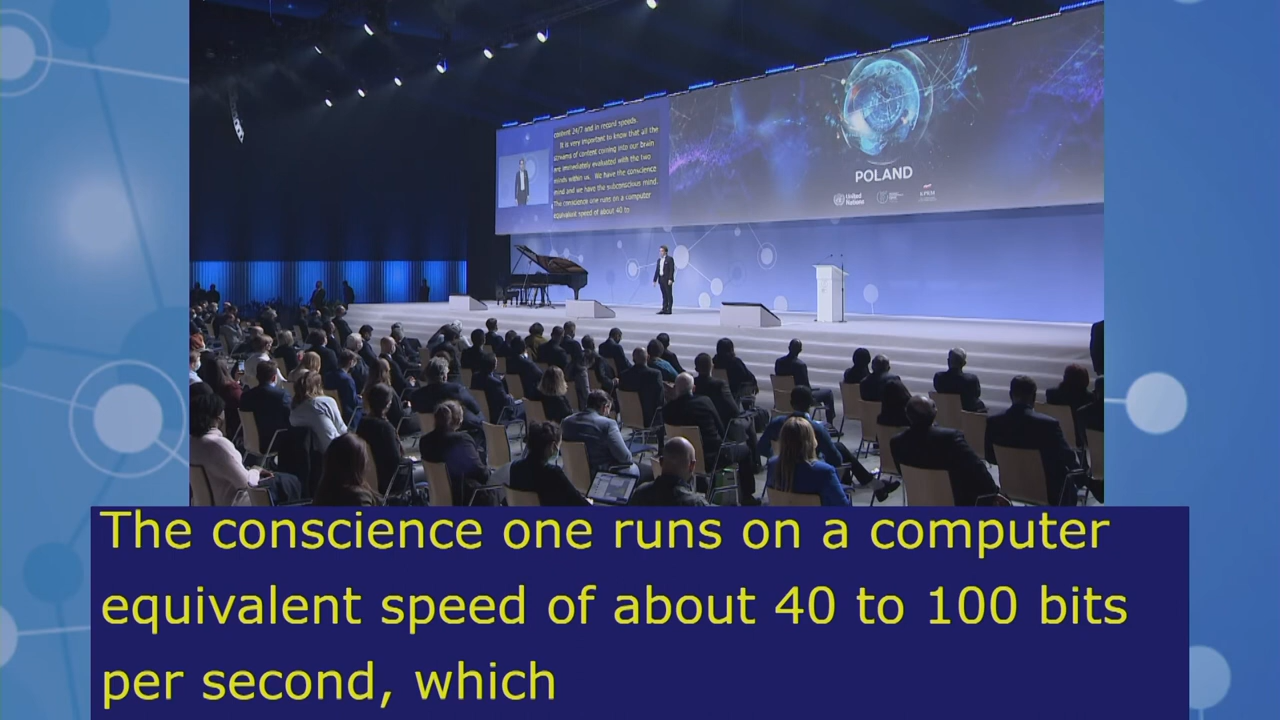 content 24/7 and in record speeds.
It is very important to know that all the
streams of content coming into our brain
are immediately evaluated with the two
minds within us. We have the conscience
mind and we have the subconscious mind.
The conscience one runs on a computer
equivalent speed of about 40 to
POLAND
United
Nations
KPRM
The conscience one runs on a computer
equivalent speed of about 40 to 100 bits
per second, which